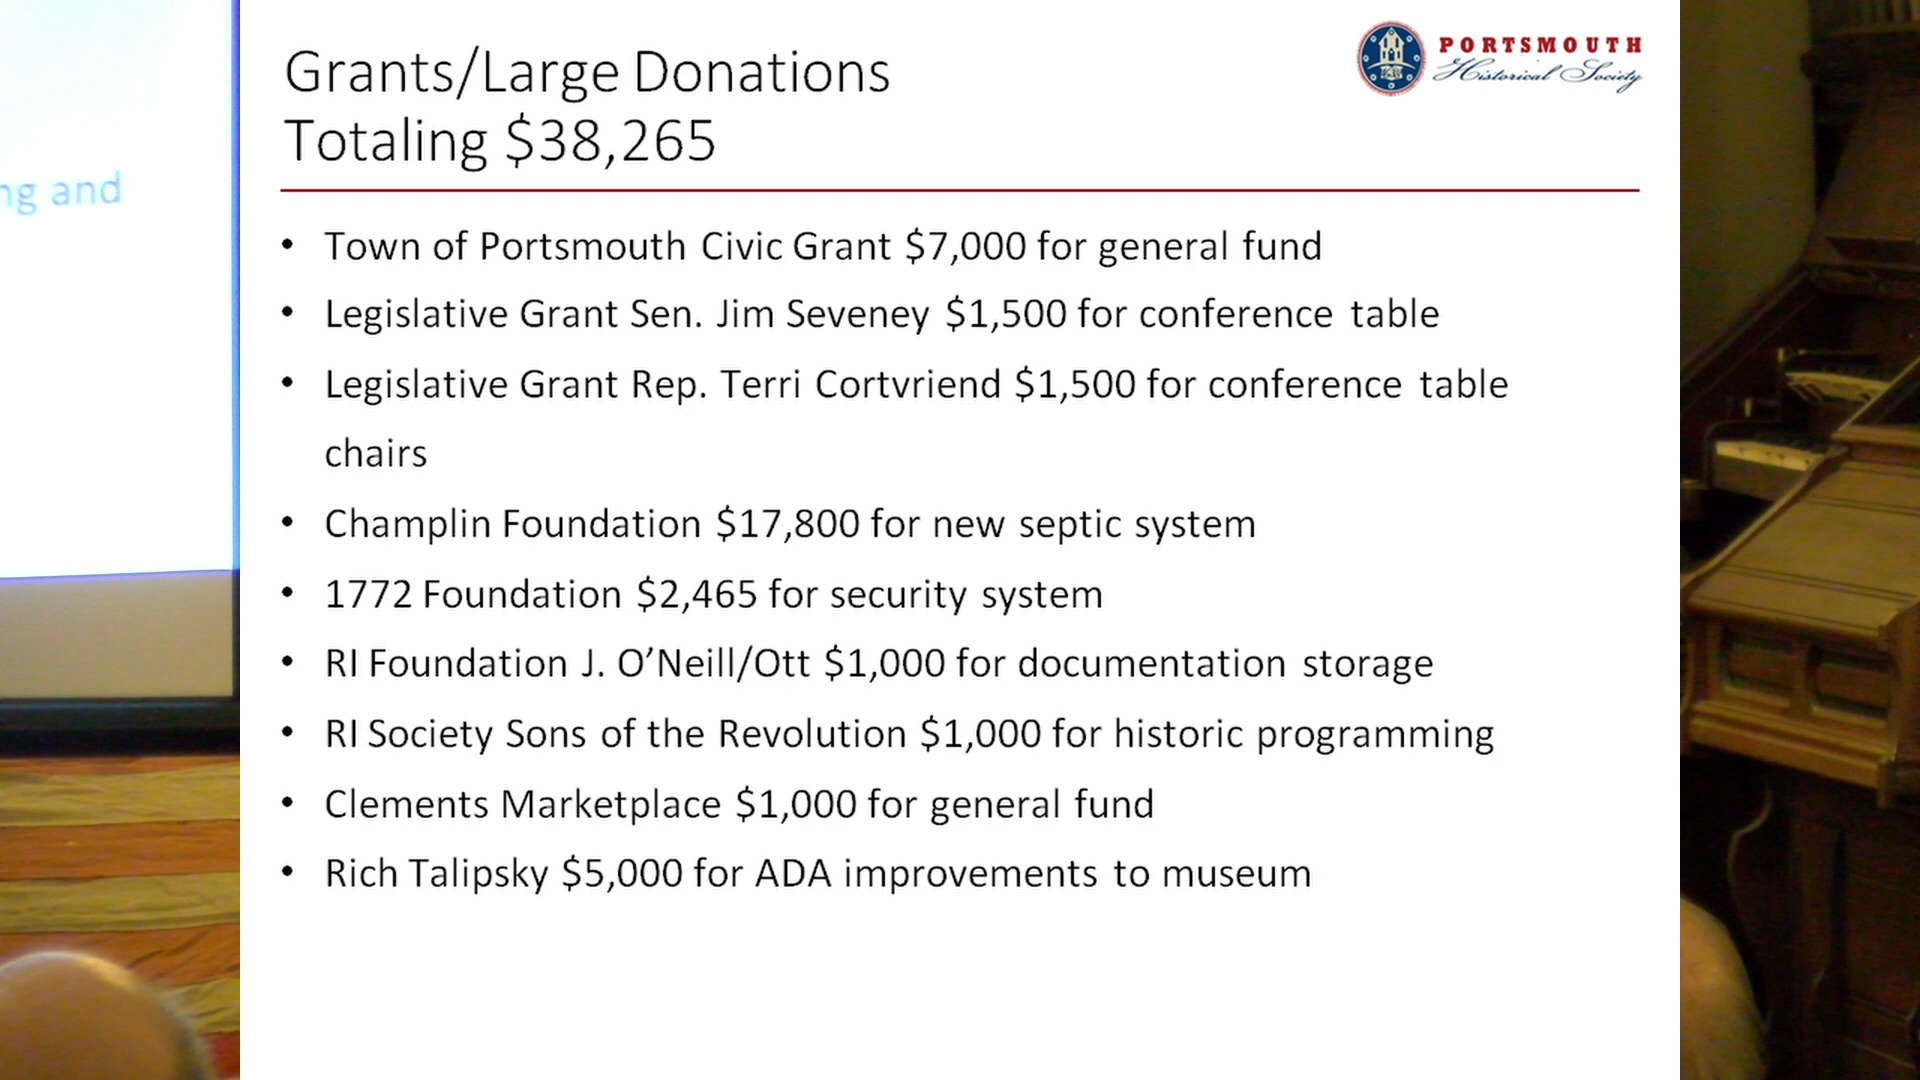 ng and
PORTSMOUTH
Historical Society
Grants/Large Donations
Totaling $38,265
• Town of Portsmouth Civic Grant $7,000 for general fund
• Legislative Grant Sen. Jim Seveney $1,500 for conference table
• Legislative Grant Rep. Terri Cortvriend $1,500 for conference table
chairs
• Champlin Foundation $17,800 for new septic system
• 1772 Foundation $2,465 for security system
• RI Foundation J. O’Neill/Ott $1,000 for documentation storage
• RI Society Sons of the Revolution $1,000 for historic programming
• Clements Marketplace $1,000 for general fund
• Rich Talipsky $5,000 for ADA improvements to museum